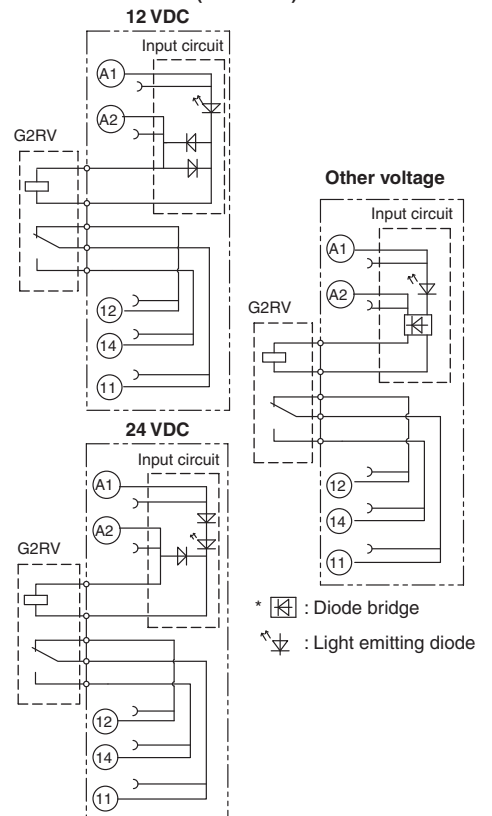 12 VDC
Input circuit
A1
A2
G2RV
12
14
11
24 VDC
Input circuit
A1
A2
G2RV
12
14
11
Other voltage
Input circuit
A1
A2
G2RV
12
14
11
* : Diode bridge
: Light emitting diode